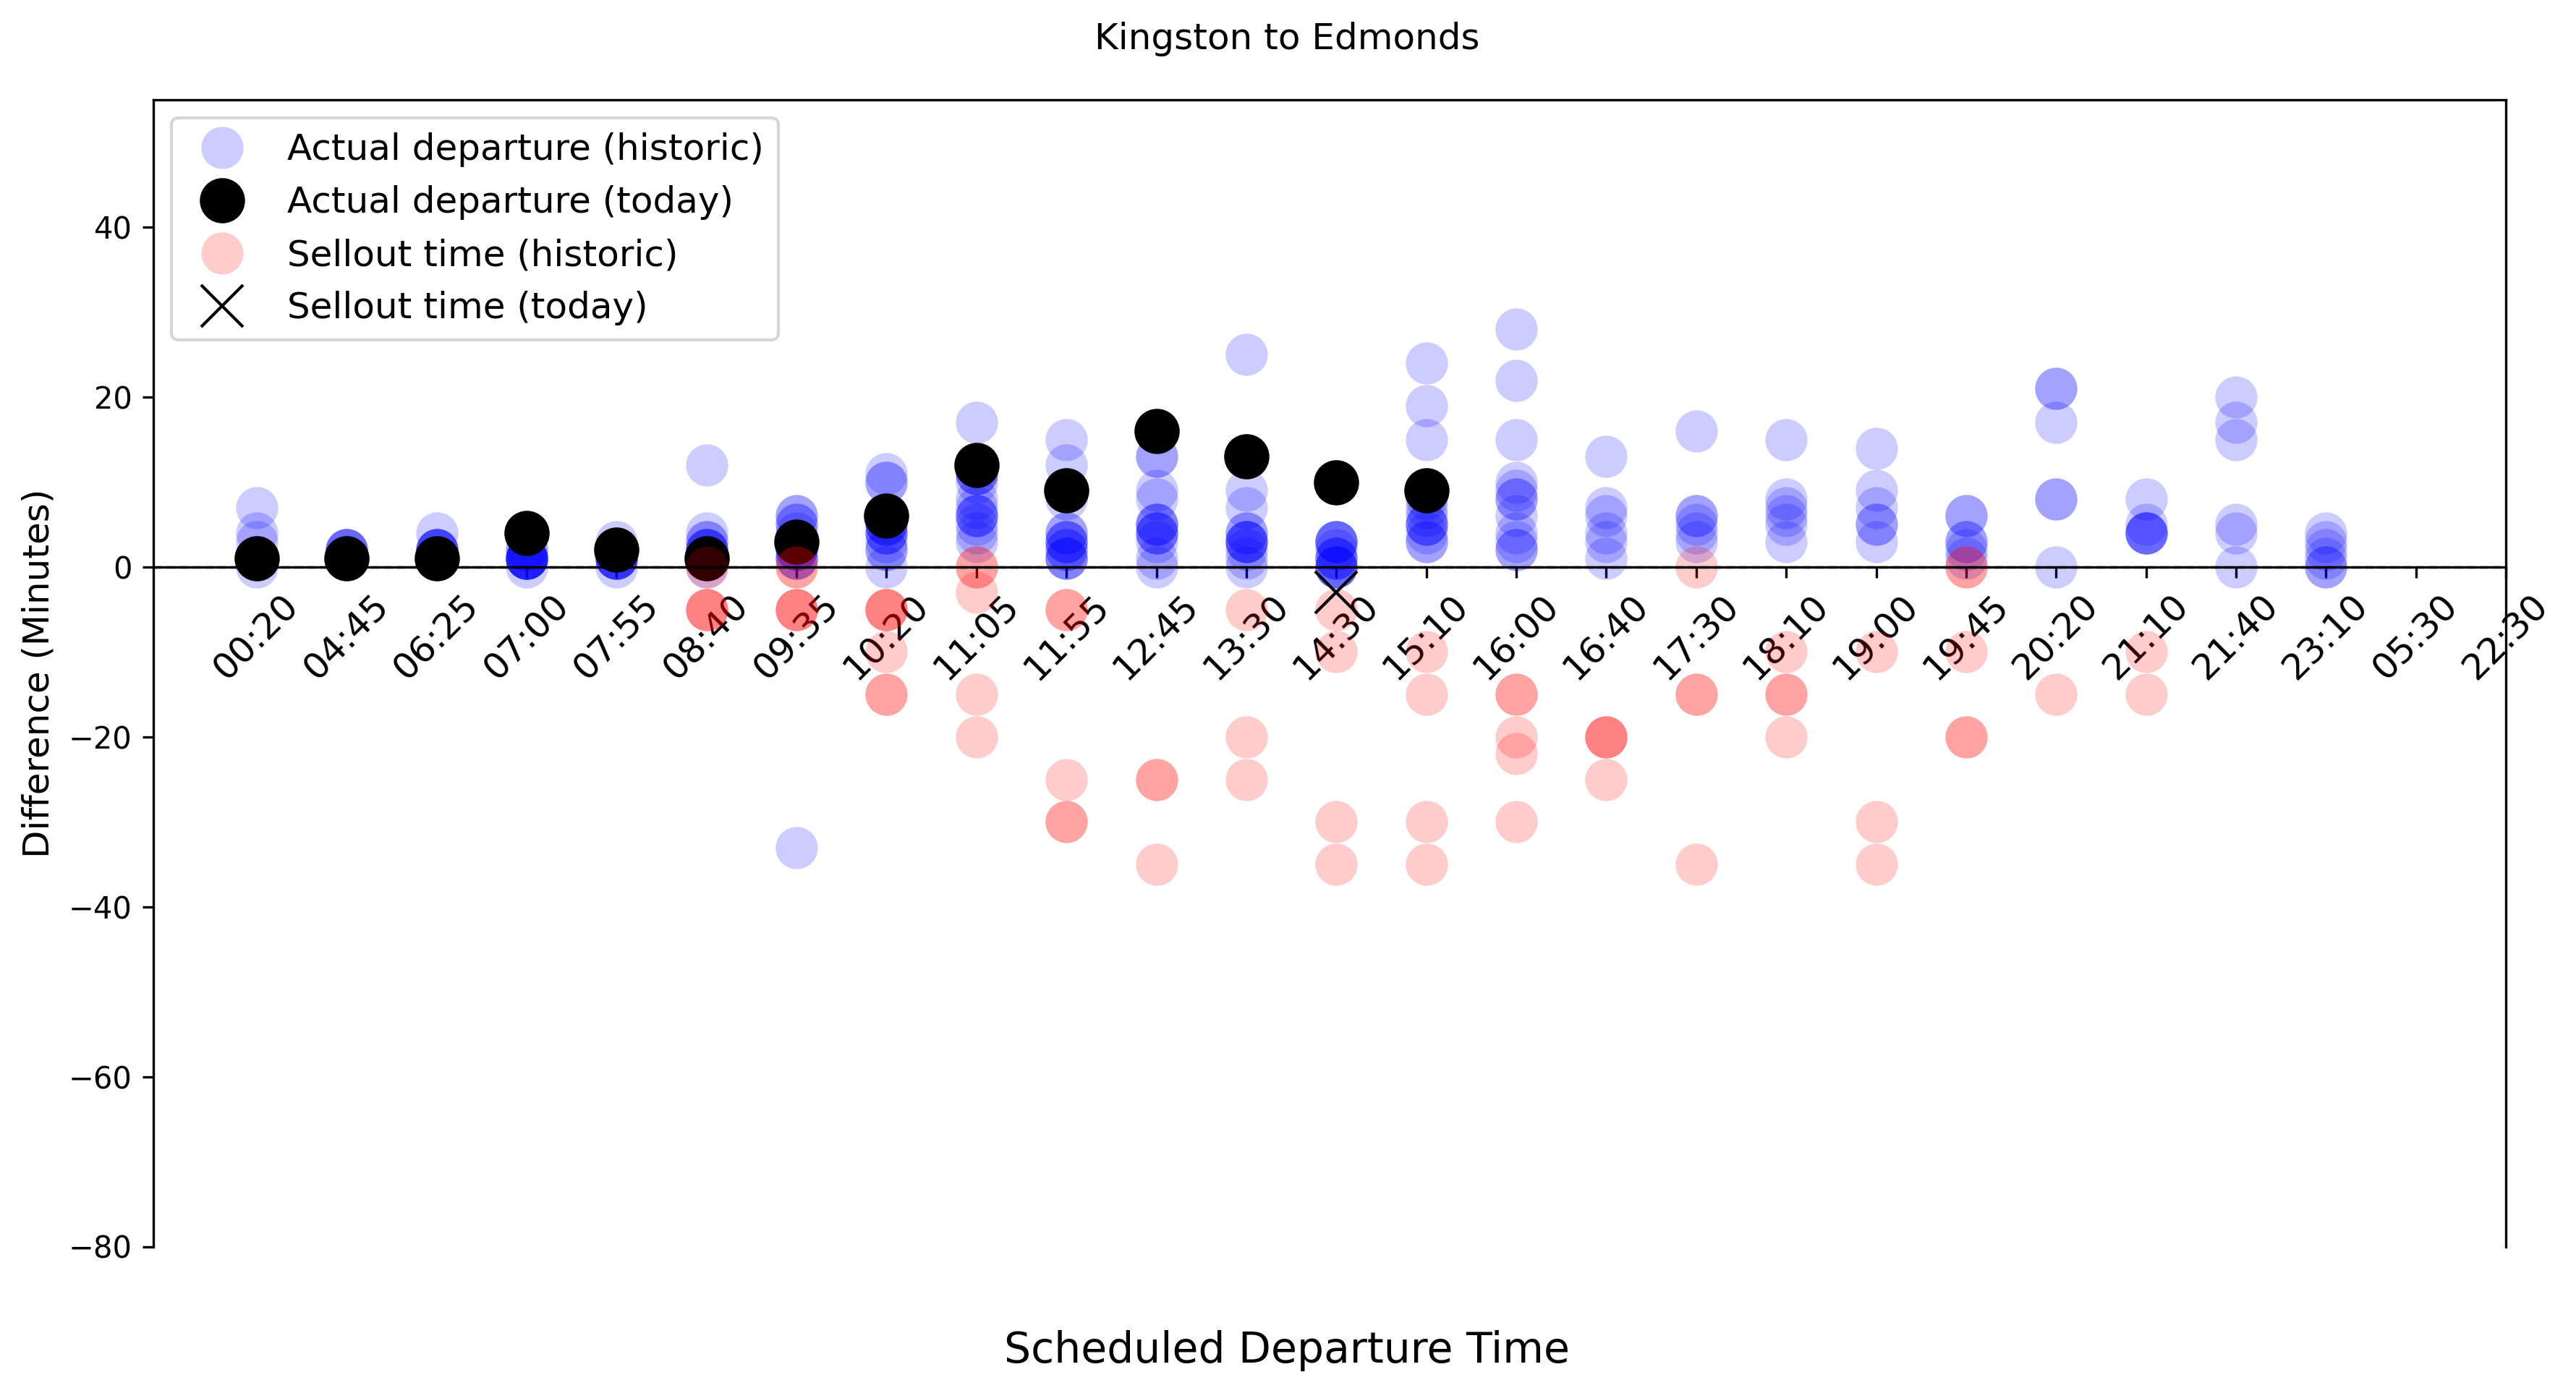 Kingston to Edmonds
Actual departure (historic)
Actual departure (today)
Sellout time (historic)
Sellout time (today)
40
20
0
−20
−40
−60
−80
Difference (Minutes)
00:20 04:45 06:25 07:00 07:55 08:40 09:35 10:20 11:05 11:55 12:45 13:30 14:30 15:10 16:00 16:40 17:30 18:10 19:00 19:45 20:20 21:10 21:40 23:10 05:30 22:30
Scheduled Departure Time